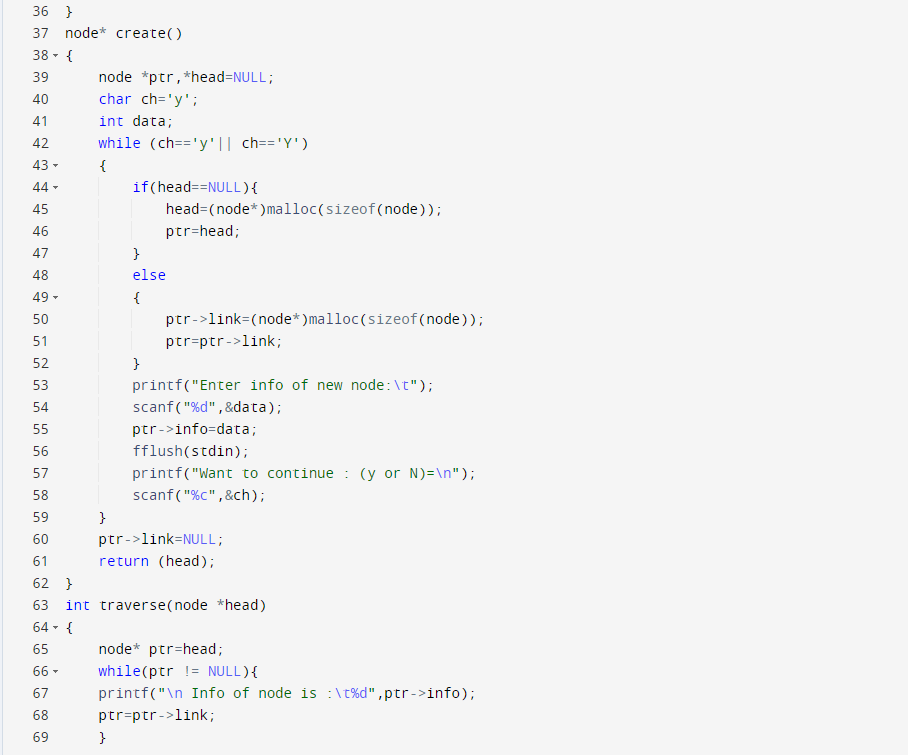 36 }
37 node* create()
38 {
39     node *ptr,*head=NULL;
40     char ch='y';
41     int data;
42     while (ch=='y'|| ch=='Y')
43     {
44         if(head==NULL){
45             head=(node*)malloc(sizeof(node));
46             ptr=head;
47         }
48         else
49         {
50             ptr->link=(node*)malloc(sizeof(node));
51             ptr=ptr->link;
52         }
53         printf("Enter info of new node:\t");
54         scanf("%d",&data);
55         ptr->info=data;
56         fflush(stdin);
57         printf("Want to continue : (y or N)=\n");
58         scanf("%c",&ch);
59     }
60     ptr->link=NULL;
61     return (head);
62 }
63 int traverse(node *head)
64 {
65     node* ptr=head;
66     while(ptr != NULL){
67     printf("\n Info of node is :\t%d",ptr->info);
68     ptr=ptr->link;
69     }